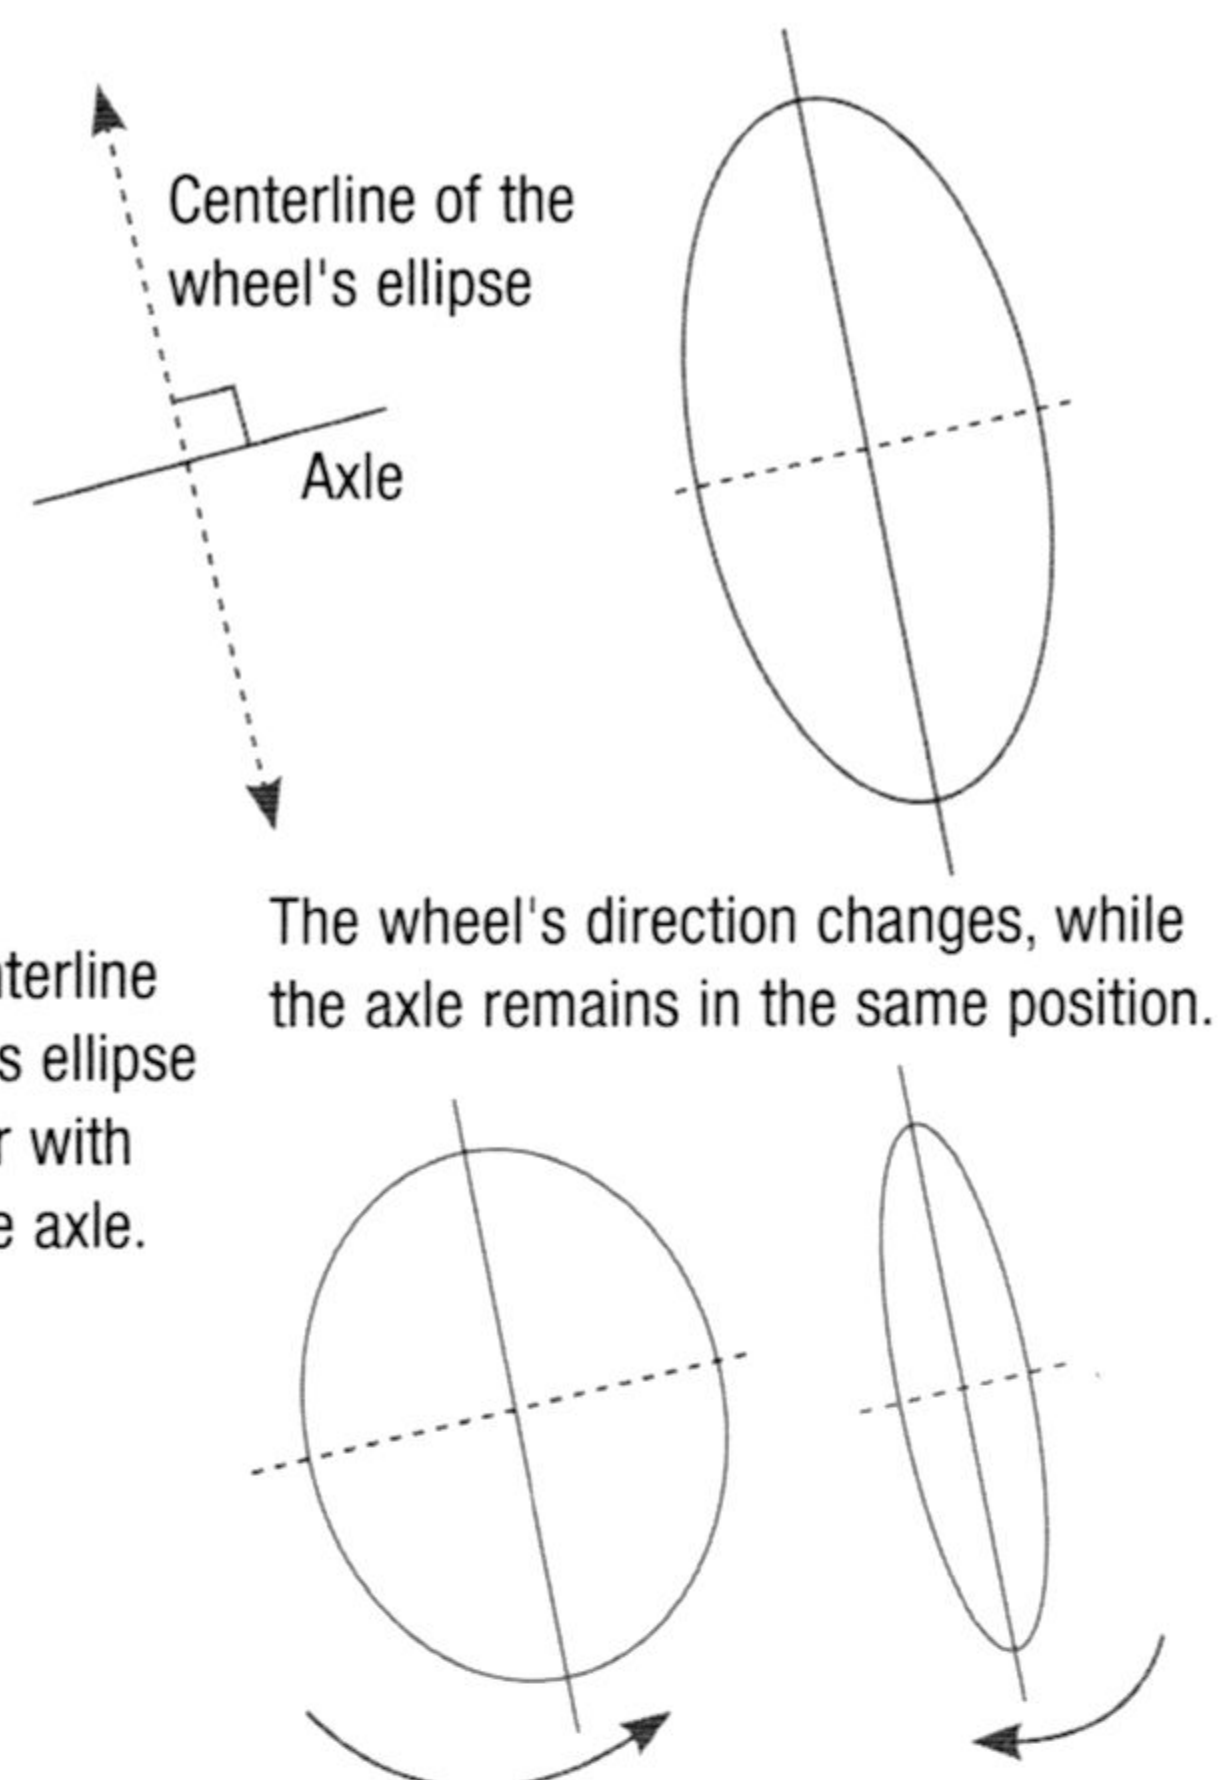 Centerline of the
wheel's ellipse
Axle
The wheel's direction changes, while
the axle remains in the same position.
nterline
s ellipse
r with
e axle.